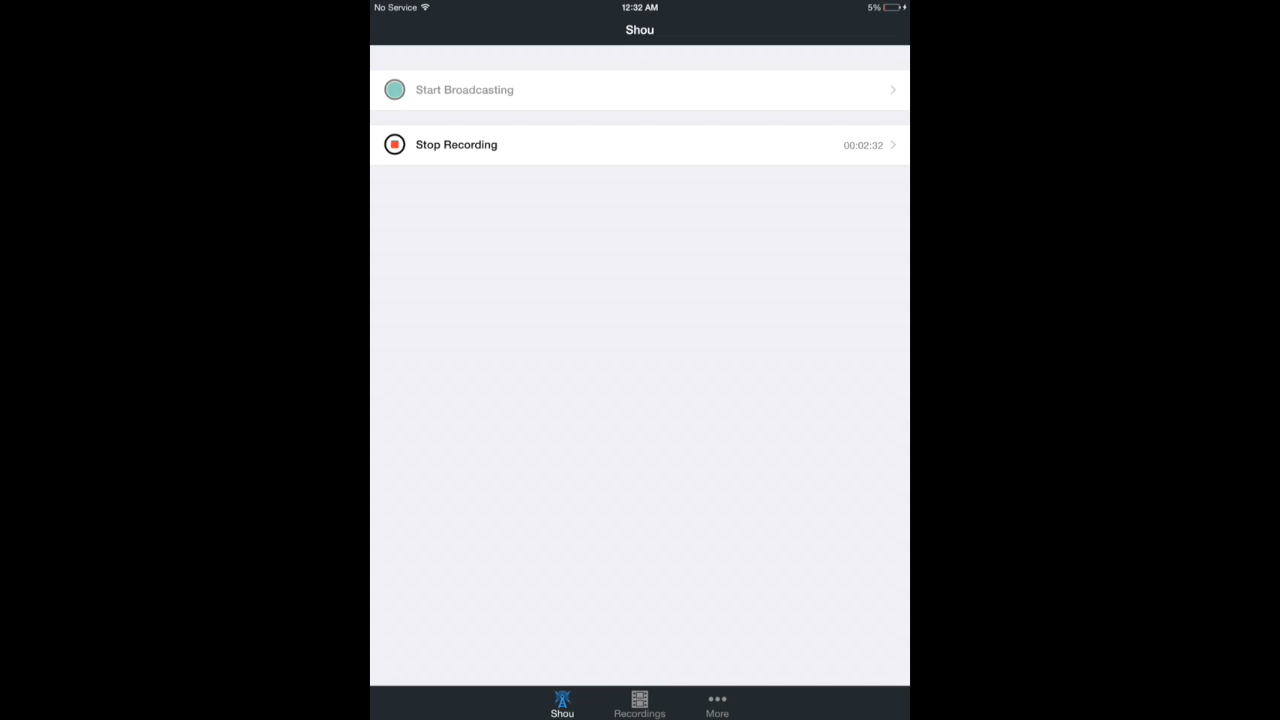 No Service 12:32 AM 5%
Shou
Start Broadcasting
Stop Recording 00:02:32
Shou Recordings More